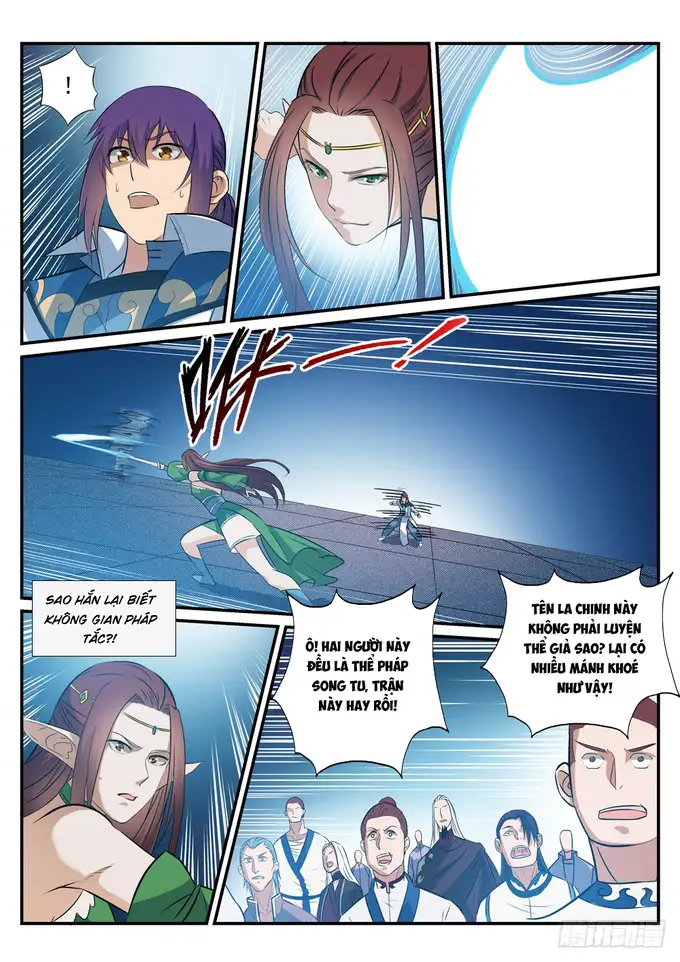 !
SAO HẮN LẠI BIẾT
KHÔNG GIAN PHÁP
TẮC?!
Ồ! HAI NGƯỜI NÀY
ĐỀU LÀ THỂ PHÁP
SONG TU, TRẬN
NÀY HAY RỒI!
TÊN LA CHINH NÀY
KHÔNG PHẢI LUYỆN
THỂ GIẢ SAO? LẠI CÓ
NHIỀU MÁNH KHOÉ
NHƯ VẬY!